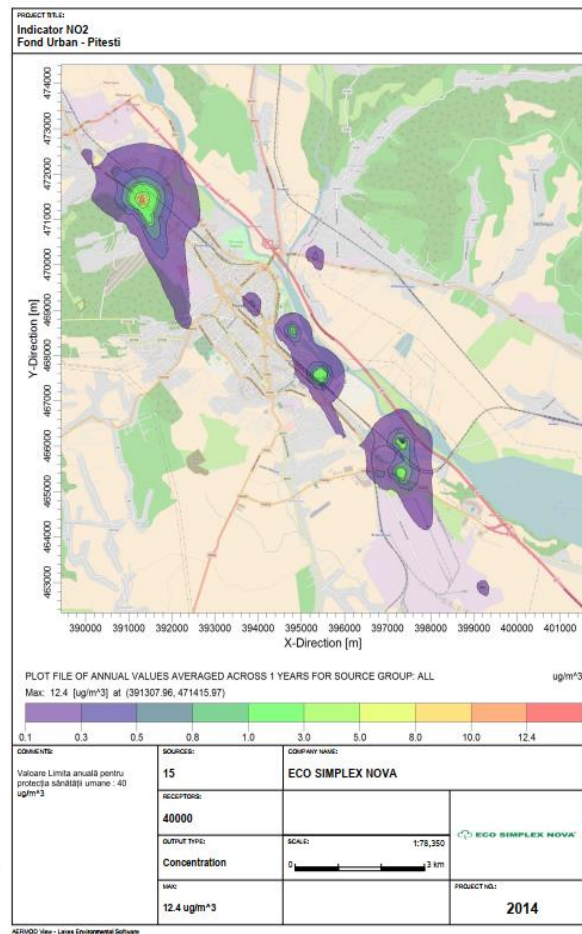 PROJECT TITLE:
Indicator NO2
Fond Urban - Pitesti
Y-Direction [m]
474000
473000
472000
471000
470000
469000
468000
467000
466000
465000
464000
463000
390000 391000 392000 393000 394000 395000 396000 397000 398000 399000 400000 401000
X-Direction [m]
PLOT FILE OF ANNUAL VALUES AVERAGED ACROSS 1 YEARS FOR SOURCE GROUP: ALL ug/m^3
Max: 12.4 [ug/m^3] at (391307.96, 471415.97)
0.1 0.3 0.5 0.8 1.0 3.0 5.0 8.0 10.0 12.4
COMMENTS:
Valoare Limita anuală pentru
protecția sănătății umane : 40
ug/m^3
SOURCES:
15
COMPANY NAME:
ECO SIMPLEX NOVA
RECEPTORS:
40000
OUTPUT TYPE:
Concentration
SCALE: 1:78,350
0 3 km
ECO SIMPLEX NOVA
MAX:
12.4 ug/m^3
PROJECT NO.:
2014
AERMOD View - Lakes Environmental Software